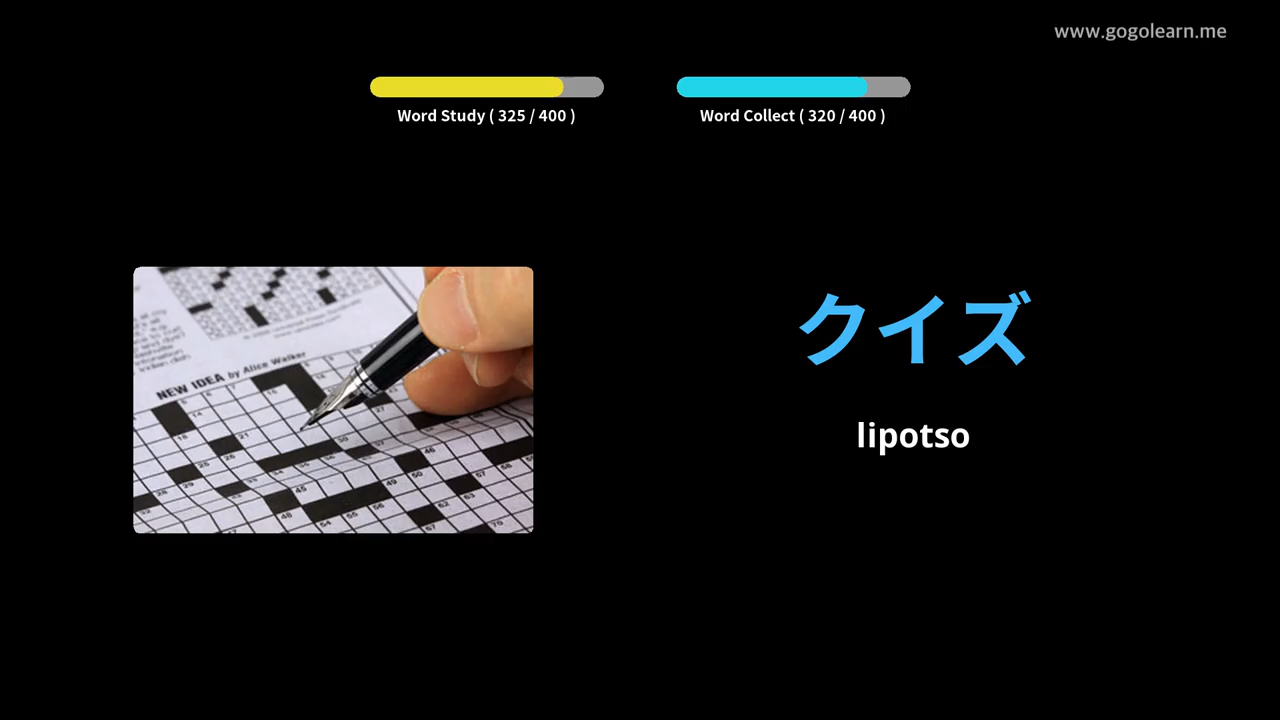 www.gogolearn.me
Word Study ( 325 / 400 )
Word Collect ( 320 / 400 )
NEW IDEA by Alice Walker
クイズ
lipotso